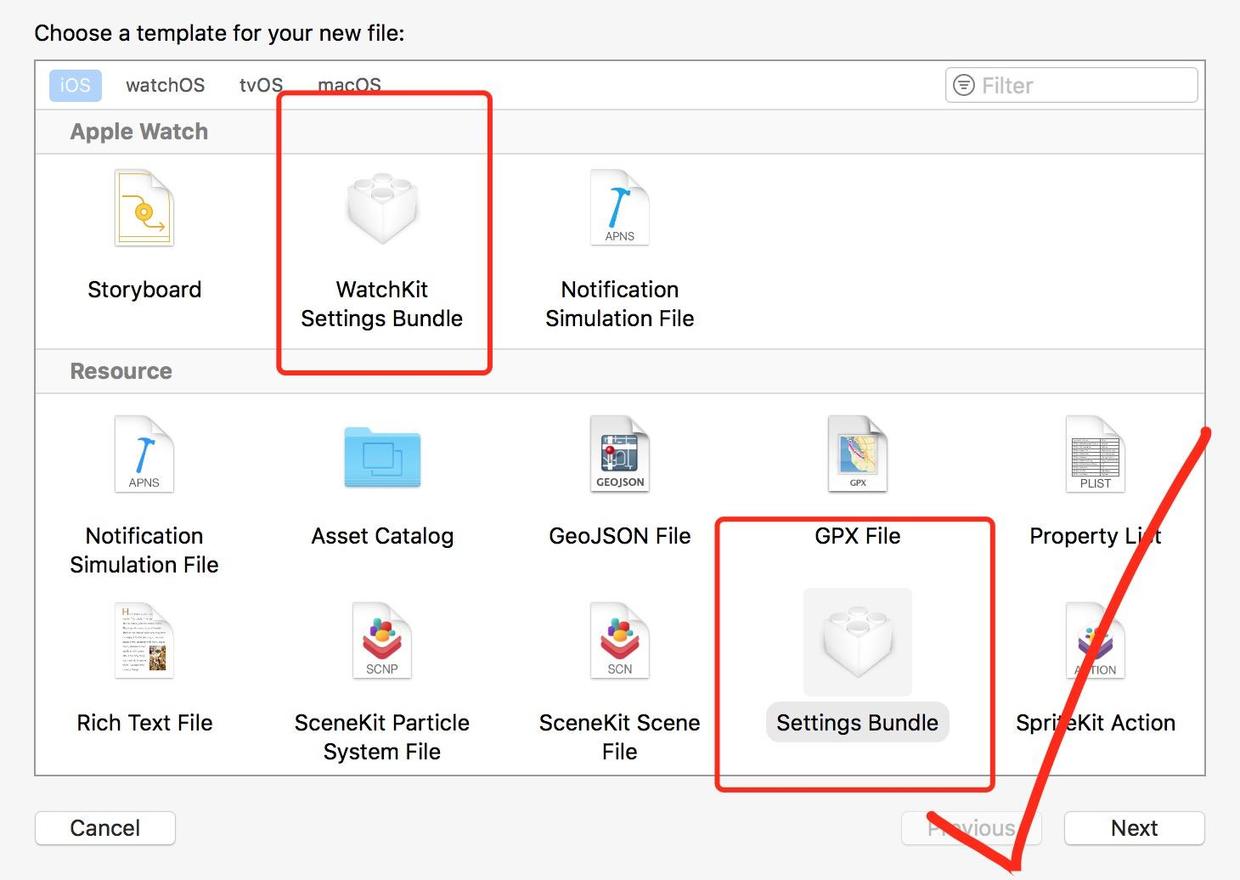 Choose a template for your new file:
iOS watchOS tvOS macOS Filter
Apple Watch
APNS
Storyboard WatchKit Notification
Settings Bundle Simulation File
Resource
APNS GEOJSON GPX PLIST
Notification Asset Catalog GeoJSON File GPX File Property List
Simulation File
SCNP SCN ACTION
Rich Text File SceneKit Particle SceneKit Scene Settings Bundle SpriteKit Action
System File File
Cancel Previous Next